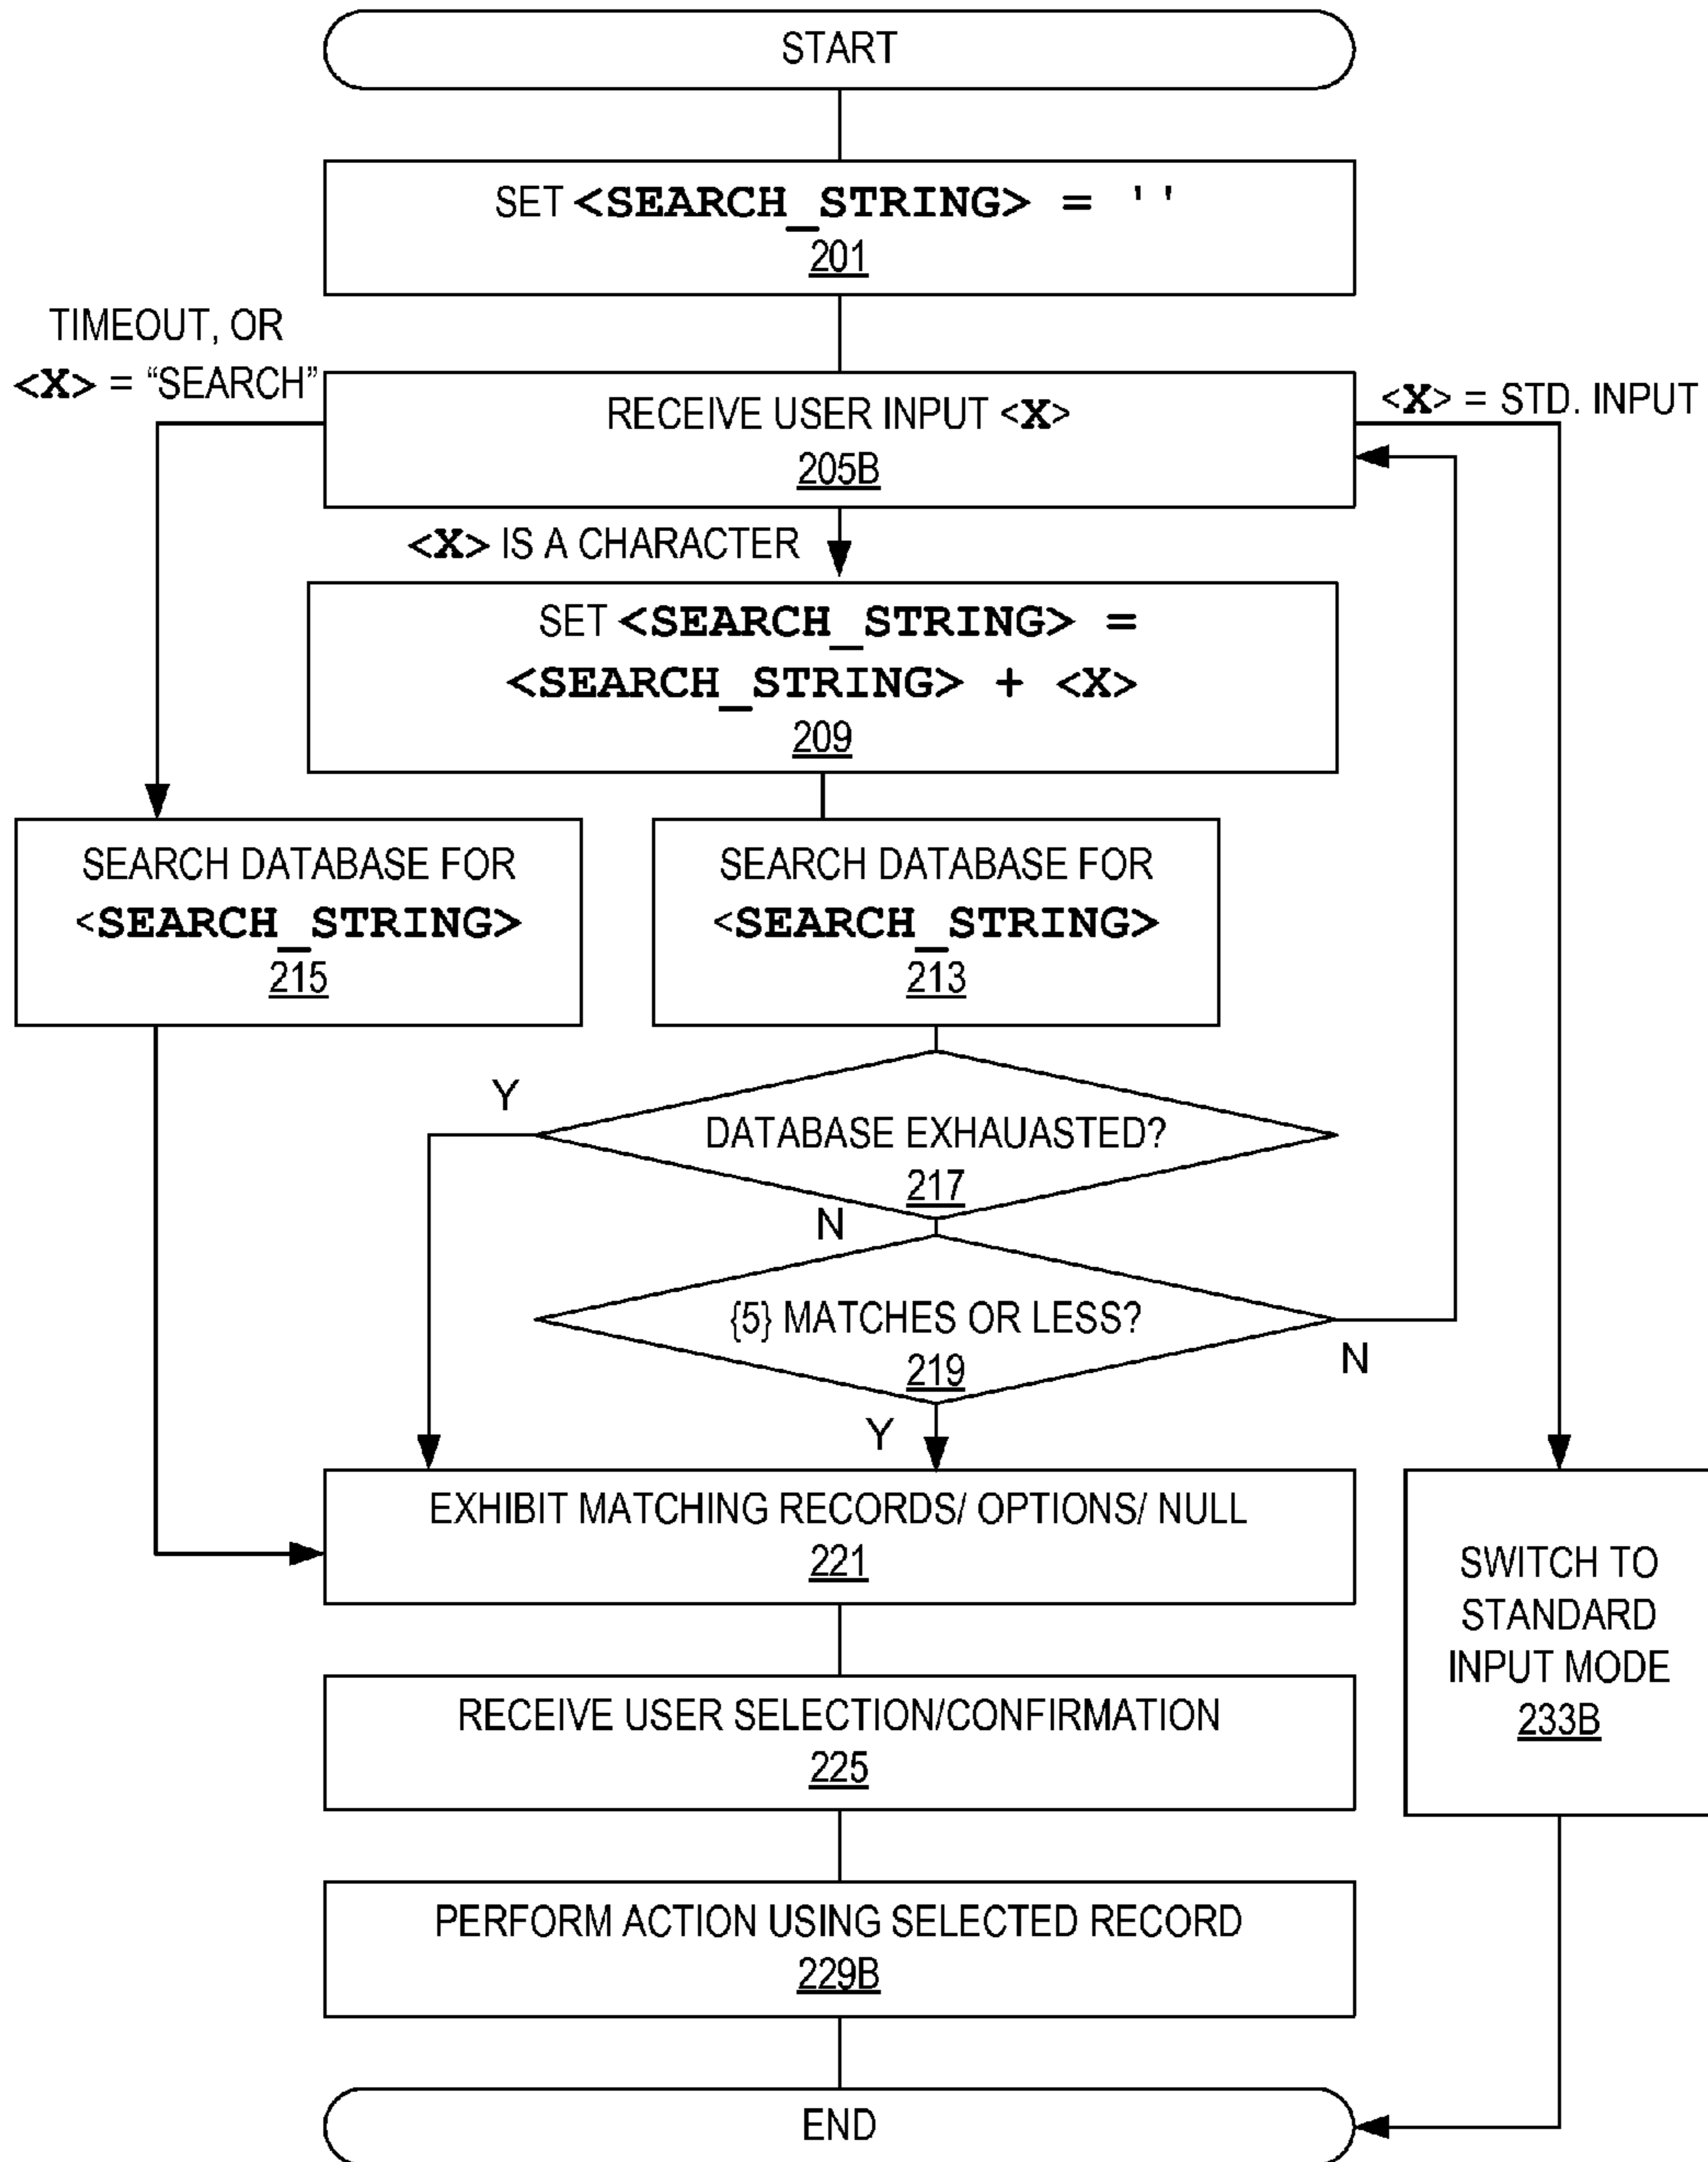 START
SET <SEARCH_STRING> = ' '
201
TIMEOUT, OR
<X> = “SEARCH”
RECEIVE USER INPUT <X>
205B
<X> = STD. INPUT
<X> IS A CHARACTER
SET <SEARCH_STRING> =
<SEARCH_STRING> + <X>
209
SEARCH DATABASE FOR
<SEARCH_STRING>
215
SEARCH DATABASE FOR
<SEARCH_STRING>
213
Y
DATABASE EXHAUASTED?
217
N
{5} MATCHES OR LESS?
219
N
Y
EXHIBIT MATCHING RECORDS/ OPTIONS/ NULL
221
SWITCH TO
STANDARD
INPUT MODE
233B
RECEIVE USER SELECTION/CONFIRMATION
225
PERFORM ACTION USING SELECTED RECORD
229B
END